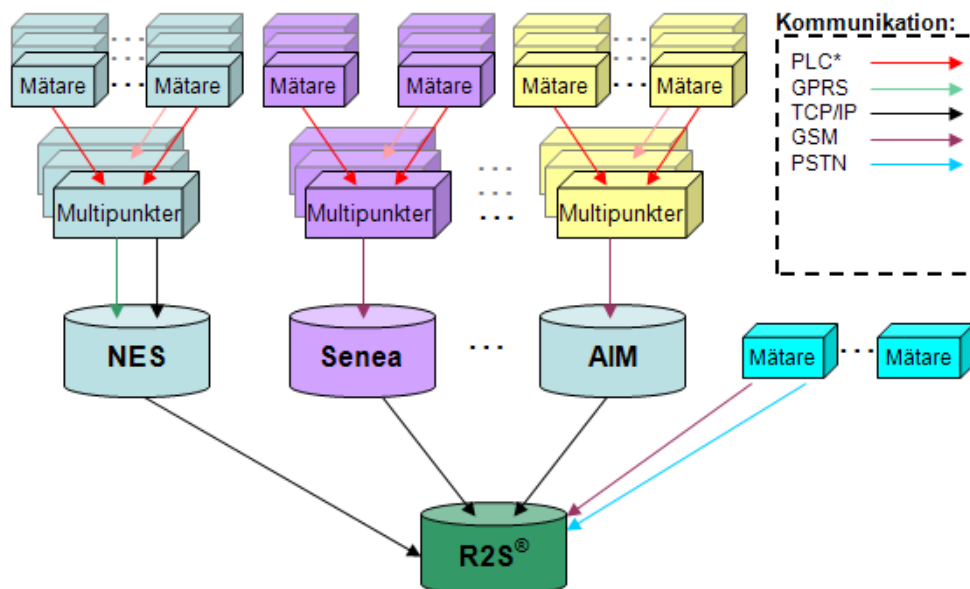 Kommunikation:
PLC*
GPRS
TCP/IP
GSM
PSTN
Mätare ... Mätare
Mätare
Mätare
Mätare ... Mätare
Multipunkter
Multipunkter
...
Multipunkter
NES
Senea
...
AIM
Mätare ... Mätare
R2S®